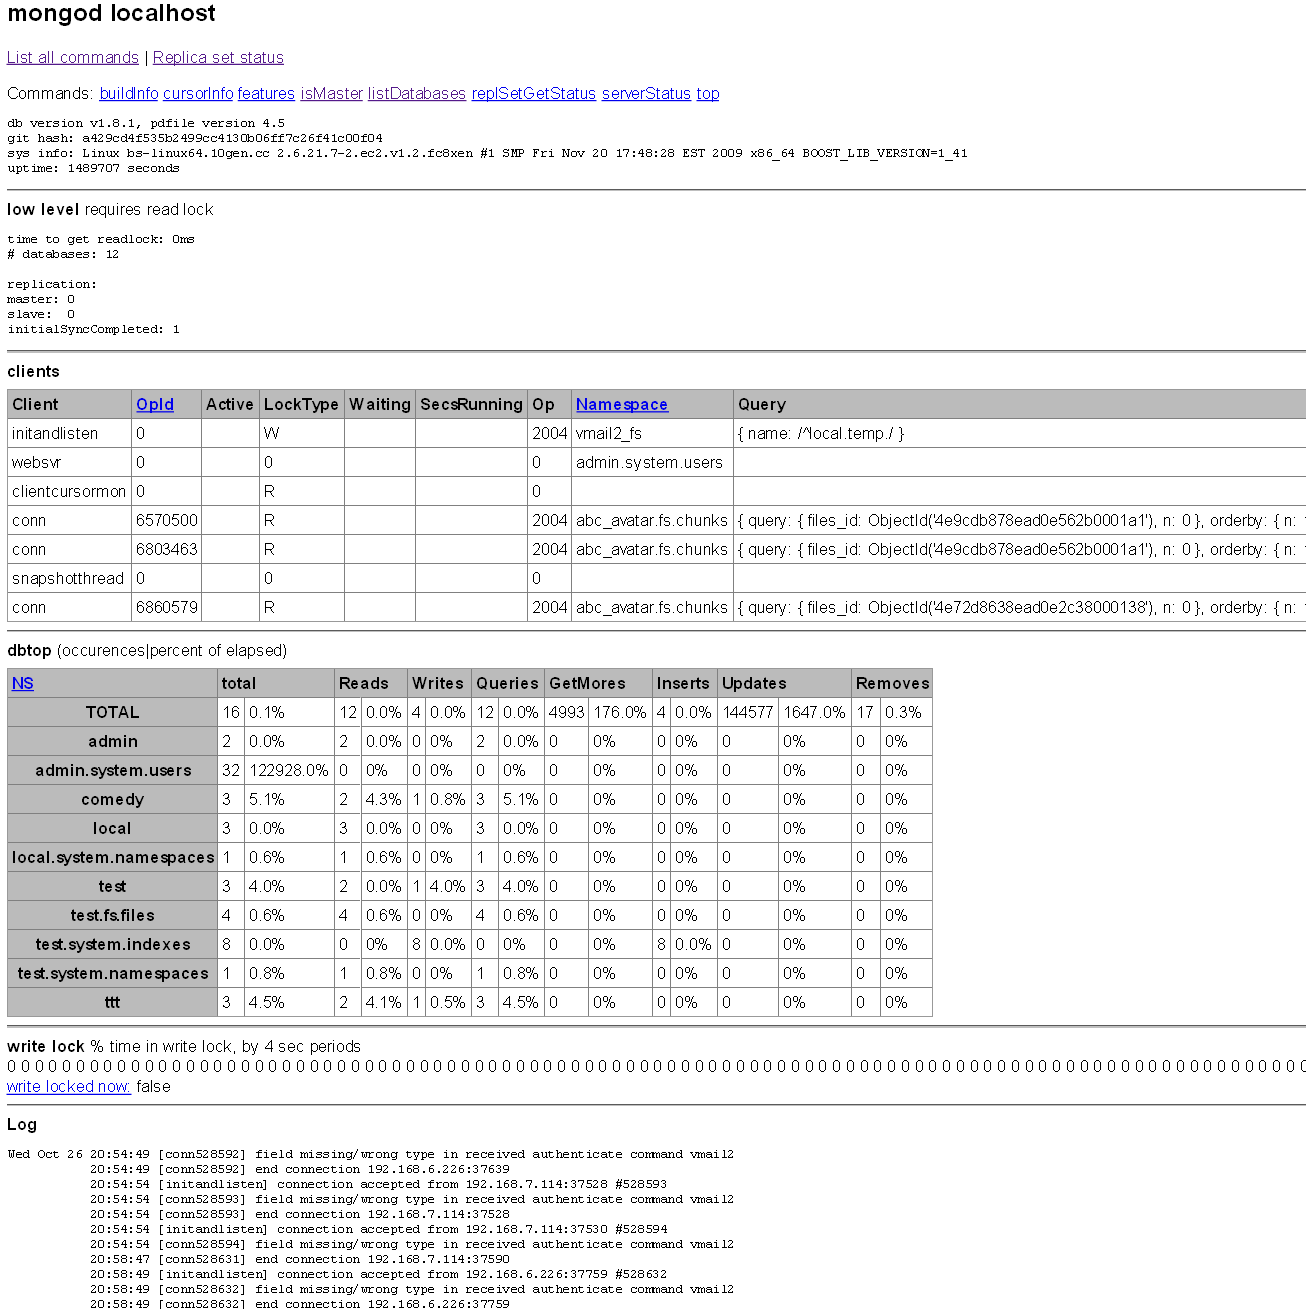 mongod localhost
List all commands | Replica set status
Commands: buildInfo cursorInfo features isMaster listDatabases replSetGetStatus serverStatus top
db version v1.8.1, pdfile version 4.5
git hash: a429cd4f535b2499cc4130b06ff7c26f41c00f04
sys info: Linux bs-linux64.10gen.cc 2.6.21.7-2.ec2.v1.2.fc8xen #1 SMP Fri Nov 20 17:48:28 EST 2009 x86_64 BOOST_LIB_VERSION=1_41
uptime: 1489707 seconds
low level requires read lock
time to get readlock: 0ms
# databases: 12
replication:
master: 0
slave: 0
initialSyncCompleted: 1
clients
Client OpId Active LockType Waiting SecsRunning Op Namespace Query
initandlisten 0 W 2004 vmail2_fs { name: /^local.temp./ }
websvr 0 0 0 admin.system.users
clientcursormon 0 R 0
conn 6570500 R 2004 abc_avatar.fs.chunks { query: { files_id: ObjectId('4e9cdb878ead0e562b0001a1'), n: 0 }, orderby: { n:
conn 6803463 R 2004 abc_avatar.fs.chunks { query: { files_id: ObjectId('4e9cdb878ead0e562b0001a1'), n: 0 }, orderby: { n:
snapshotthread 0 0 0
conn 6860579 R 2004 abc_avatar.fs.chunks { query: { files_id: ObjectId('4e72d8638ead0e2c38000138'), n: 0 }, orderby: { n:
dbtop (occurences|percent of elapsed)
NS total Reads Writes Queries GetMores Inserts Updates Removes
TOTAL 16 0.1% 12 0.0% 4 0.0% 12 0.0% 4993 176.0% 4 0.0% 144577 1647.0% 17 0.3%
admin 2 0.0% 2 0.0% 0 0% 2 0.0% 0 0% 0 0% 0 0% 0 0%
admin.system.users 32 122928.0% 0 0% 0 0% 0 0% 0 0% 0 0% 0 0% 0 0%
comedy 3 5.1% 2 4.3% 1 0.8% 3 5.1% 0 0% 0 0% 0 0% 0 0%
local 3 0.0% 3 0.0% 0 0% 3 0.0% 0 0% 0 0% 0 0% 0 0%
local.system.namespaces 1 0.6% 1 0.6% 0 0% 1 0.6% 0 0% 0 0% 0 0% 0 0%
test 3 4.0% 2 0.0% 1 4.0% 3 4.0% 0 0% 0 0% 0 0% 0 0%
test.fs.files 4 0.6% 4 0.6% 0 0% 4 0.6% 0 0% 0 0% 0 0% 0 0%
test.system.indexes 8 0.0% 0 0% 8 0.0% 0 0% 0 0% 8 0.0% 0 0% 0 0%
test.system.namespaces 1 0.8% 1 0.8% 0 0% 1 0.8% 0 0% 0 0% 0 0% 0 0%
ttt 3 4.5% 2 4.1% 1 0.5% 3 4.5% 0 0% 0 0% 0 0% 0 0%
write lock % time in write lock, by 4 sec periods
0 0 0 0 0 0 0 0 0 0 0 0 0 0 0 0 0 0 0 0 0 0 0 0 0 0 0 0 0 0 0 0 0 0 0 0 0 0 0 0 0 0 0 0 0 0 0 0 0 0 0 0 0 0 0 0 0 0 0 0 0 0 0 0 0 0 0 0 0 0 0 0 0 0 0 0 0 0 0 0 0 0 0 0 0 0 0 0 0 0 0 0 0 0 0
write locked now: false
Log
Wed Oct 26 20:54:49 [conn528592] field missing/wrong type in received authenticate command vmail2
20:54:49 [conn528592] end connection 192.168.6.226:37639
20:54:54 [initandlisten] connection accepted from 192.168.7.114:37528 #528593
20:54:54 [conn528593] field missing/wrong type in received authenticate command vmail2
20:54:54 [conn528593] end connection 192.168.7.114:37528
20:54:54 [initandlisten] connection accepted from 192.168.7.114:37530 #528594
20:54:54 [conn528594] field missing/wrong type in received authenticate command vmail2
20:58:47 [conn528631] end connection 192.168.7.114:37590
20:58:49 [initandlisten] connection accepted from 192.168.6.226:37759 #528632
20:58:49 [conn528632] field missing/wrong type in received authenticate command vmail2
20:58:49 [conn528632] end connection 192.168.6.226:37759